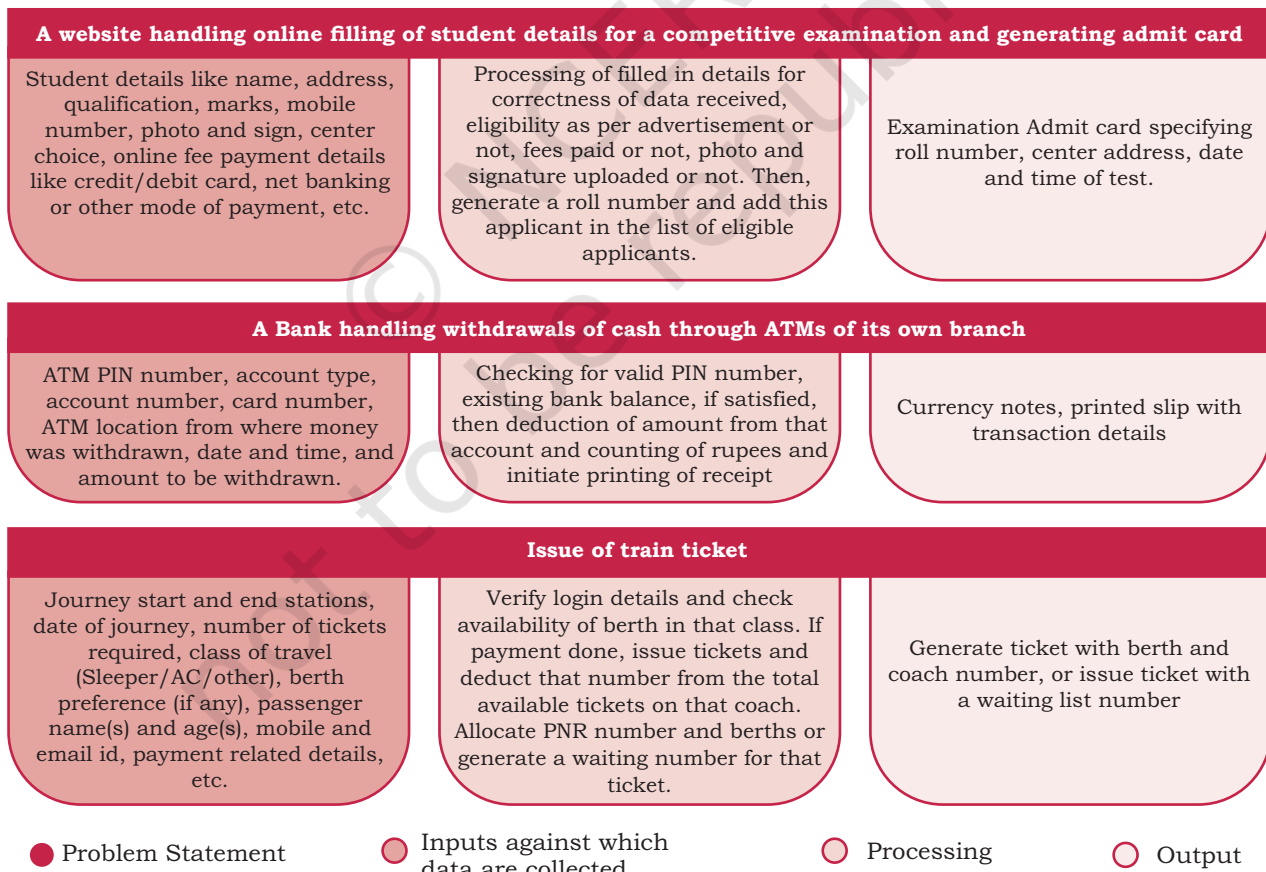 A website handling online filling of student details for a competitive examination and generating admit card
Student details like name, address,
qualification, marks, mobile
number, photo and sign, center
choice, online fee payment details
like credit/debit card, net banking
or other mode of payment, etc.
Processing of filled in details for
correctness of data received,
eligibility as per advertisement or
not, fees paid or not, photo and
signature uploaded or not. Then,
generate a roll number and add this
applicant in the list of eligible
applicants.
Examination Admit card specifying
roll number, center address, date
and time of test.
A Bank handling withdrawals of cash through ATMs of its own branch
ATM PIN number, account type,
account number, card number,
ATM location from where money
was withdrawn, date and time, and
amount to be withdrawn.
Checking for valid PIN number,
existing bank balance, if satisfied,
then deduction of amount from that
account and counting of rupees and
initiate printing of receipt
Currency notes, printed slip with
transaction details
Issue of train ticket
Journey start and end stations,
date of journey, number of tickets
required, class of travel
(Sleeper/AC/other), berth
preference (if any), passenger
name(s) and age(s), mobile and
email id, payment related details,
etc.
Verify login details and check
availability of berth in that class. If
payment done, issue tickets and
deduct that number from the total
available tickets on that coach.
Allocate PNR number and berths or
generate a waiting number for that
ticket.
Generate ticket with berth and
coach number, or issue ticket with
a waiting list number
Problem Statement
Inputs against which
data are collected
Processing
Output
© NCE
not to be republ